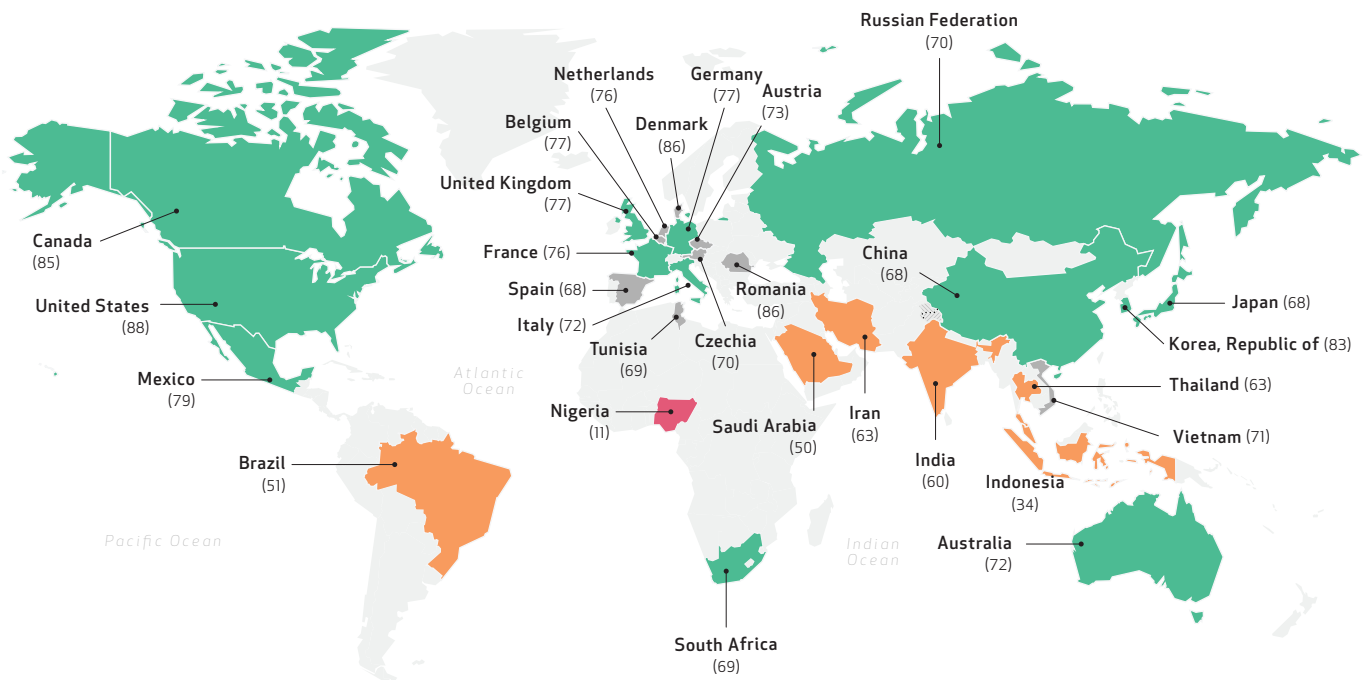 Russian Federation
(70)
Netherlands
(76)
Germany
(77)
Austria
(73)
Belgium
(77)
Denmark
(86)
United Kingdom
(77)
Canada
(85)
France (76)
China
(68)
Spain (68)
Romania
(86)
United States
(88)
Japan (68)
Italy (72)
Czechia
(70)
Korea, Republic of (83)
Tunisia
(69)
Atlantic
Ocean
Mexico
(79)
Thailand (63)
Nigeria
(11)
Saudi Arabia
(50)
Iran
(63)
Vietnam (71)
Brazil
(51)
India
(60)
Indonesia
(34)
Pacific Ocean
Indian
Ocean
Australia
(72)
South Africa
(69)